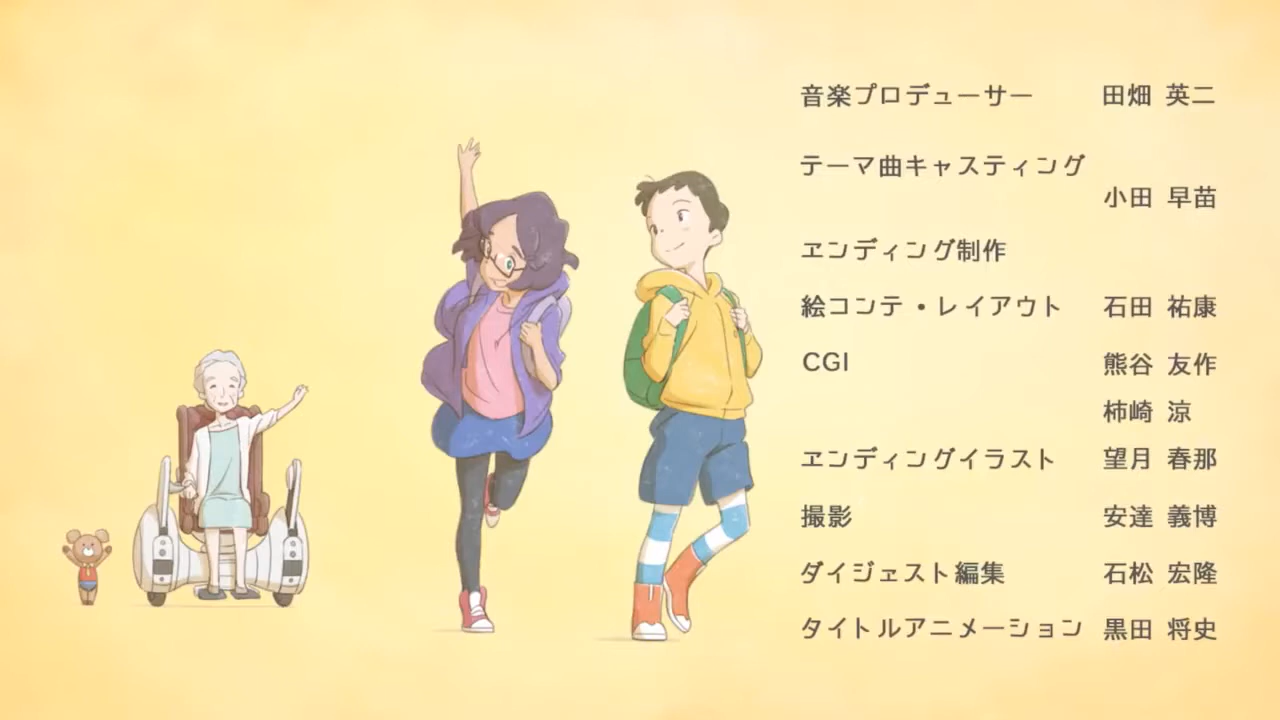 音楽プロデューサー 田畑 英二
テーマ曲キャスティング
小田 早苗
ヱンディング制作
絵コンテ・レイアウト 石田 祐康
CGI 熊谷 友作
柿崎 涼
ヱンディングイラスト 望月 春那
撮影 安達 義博
ダイジェスト編集 石松 宏隆
タイトルアニメーション 黒田 将史